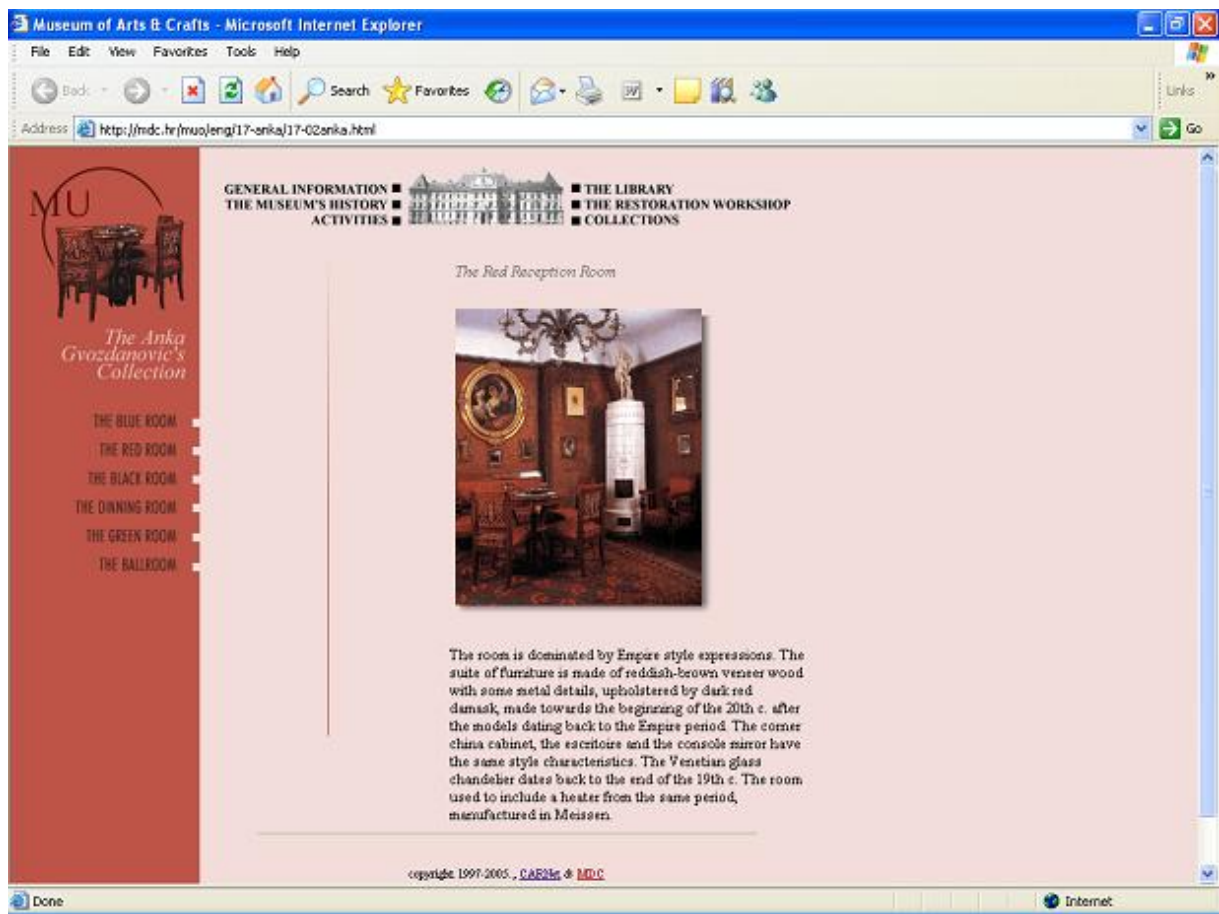 Museum of Arts & Crafts - Microsoft Internet Explorer
File Edit View Favorites Tools Help
Back Search Favorites Links
Address http://mdc.hr/muo/eng/17-anka/17-02anka.html Go
MU
GENERAL INFORMATION
THE MUSEUM'S HISTORY
ACTIVITIES
THE LIBRARY
THE RESTORATION WORKSHOP
COLLECTIONS
The Anka
Gvozdanovic's
Collection
THE BLUE ROOM
THE RED ROOM
THE BLACK ROOM
THE DINNING ROOM
THE GREEN ROOM
THE BALLROOM
The Red Reception Room
The room is dominated by Empire style expressions. The
suite of furniture is made of reddish-brown veneer wood
with some metal details, upholstered by dark red
damask, made towards the beginning of the 20th c. after
the models dating back to the Empire period. The corner
china cabinet, the escritoire and the console mirror have
the same style characteristics. The Venetian glass
chandelier dates back to the end of the 19th c. The room
used to include a heater from the same period,
manufactured in Meissen.
copyright 1997-2005., CARNet & MDC
Done Internet